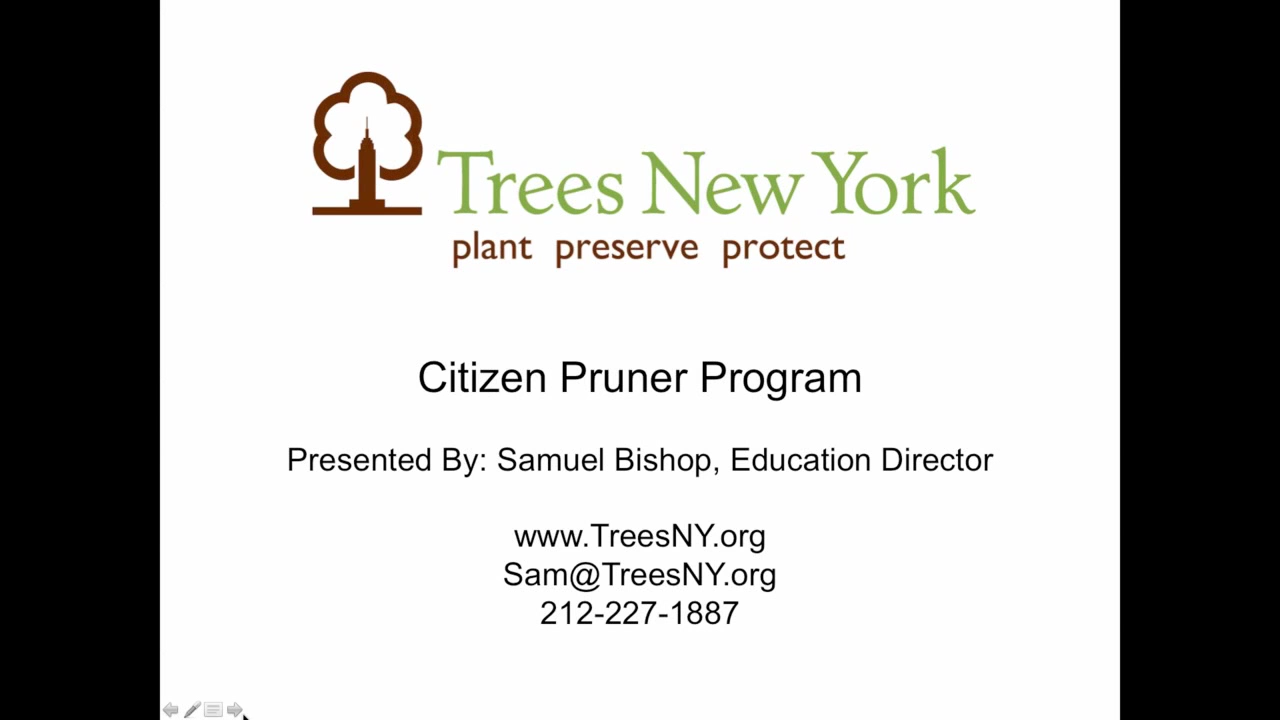 Trees New York
plant preserve protect
Citizen Pruner Program
Presented By: Samuel Bishop, Education Director
www.TreesNY.org
Sam@TreesNY.org
212-227-1887